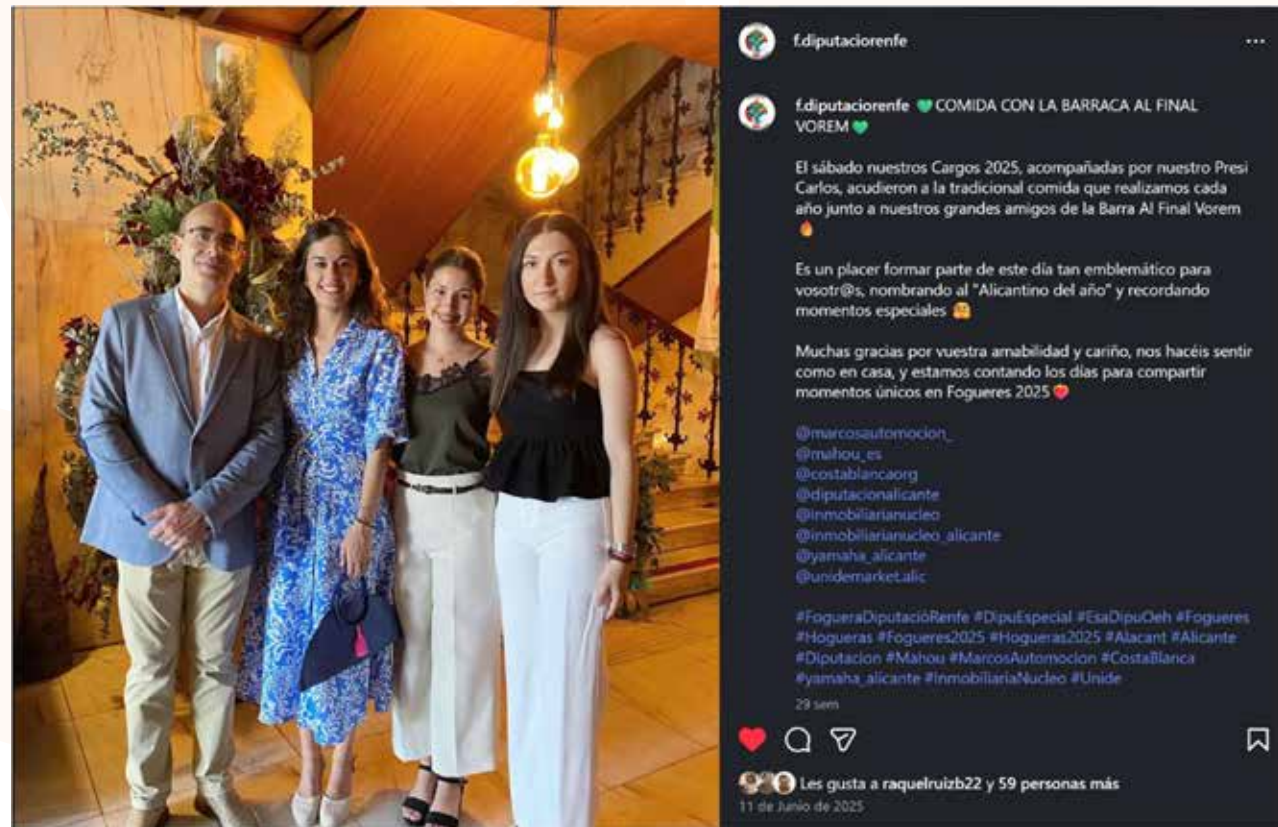 f.diputaciorenfe
f.diputaciorenfe 💚COMIDA CON LA BARRACA AL FINAL
VOREM💚
El sábado nuestros Cargos 2025, acompañadas por nuestro Presi
Carlos, acudieron a la tradicional comida que realizamos cada
año junto a nuestros grandes amigos de la Barra Al Final Vorem
🔥
Es un placer formar parte de este día tan emblemático para
vosotr@s, nombrando al "Alicantino del año" y recordando
momentos especiales 🤗
Muchas gracias por vuestra amabilidad y cariño, nos hacéis sentir
como en casa, y estamos contando los días para compartir
momentos únicos en Fogueres 2025❤️
@marcosautomocion_
@mahou_es
@costablancaorg
@diputacionalicante
@inmobiliarianucleo
@inmobiliarianucleo_alicante
@yamaha_alicante
@unidemarket.alic
#FogueraDiputacióRenfe #DipuEspecial #EsaDipuOeh #Fogueres
#Hogueras #Fogueres2025 #Hogueras2025 #Alacant #Alicante
#Diputacion #Mahou #MarcosAutomocion #CostaBlanca
#yamaha_alicante #InmobiliariaNucleo #Unide
29 sem
Les gusta a raquelruizb22 y 59 personas más
11 de Junio de 2025